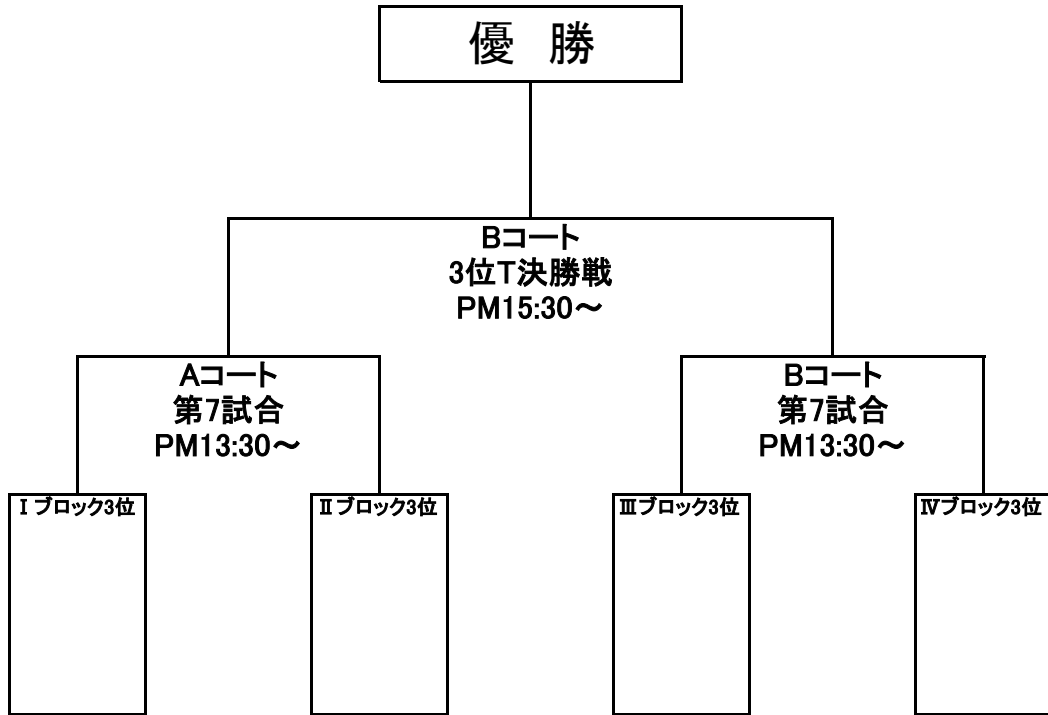 優　勝
Bコート
3位T決勝戦
PM15:30～
Aコート
第7試合
PM13:30～
Bコート
第7試合
PM13:30～
Ⅰブロック3位
Ⅱブロック3位
Ⅲブロック3位
Ⅳブロック3位